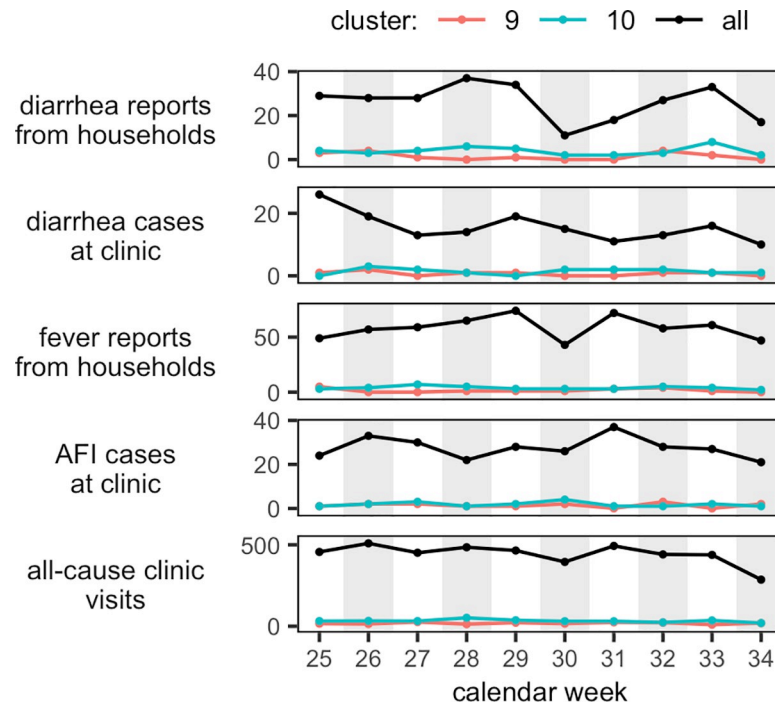 cluster: 9 10 all
diarrhea reports
from households
40
20
0
diarrhea cases
at clinic
20
0
fever reports
from households
50
0
AFI cases
at clinic
40
20
0
all-cause clinic
visits
500
0
25 26 27 28 29 30 31 32 33 34
calendar week